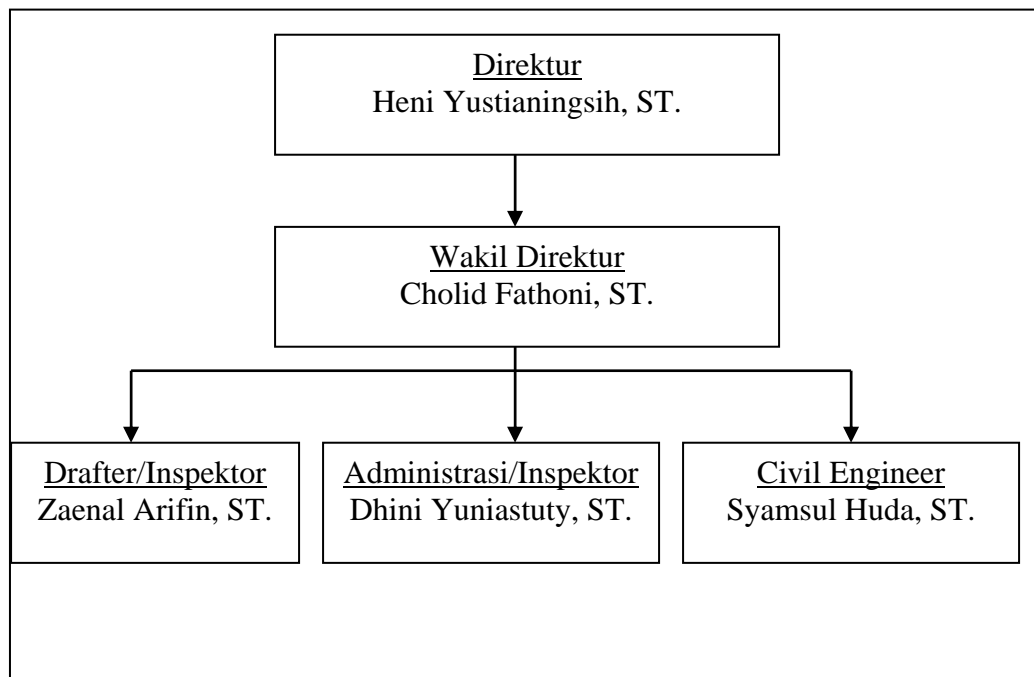 Direktur
Heni Yustianingsih, ST.
Wakil Direktur
Cholid Fathoni, ST.
Drafter/Inspektor
Zaenal Arifin, ST.
Administrasi/Inspektor
Dhini Yuniastuty, ST.
Civil Engineer
Syamsul Huda, ST.